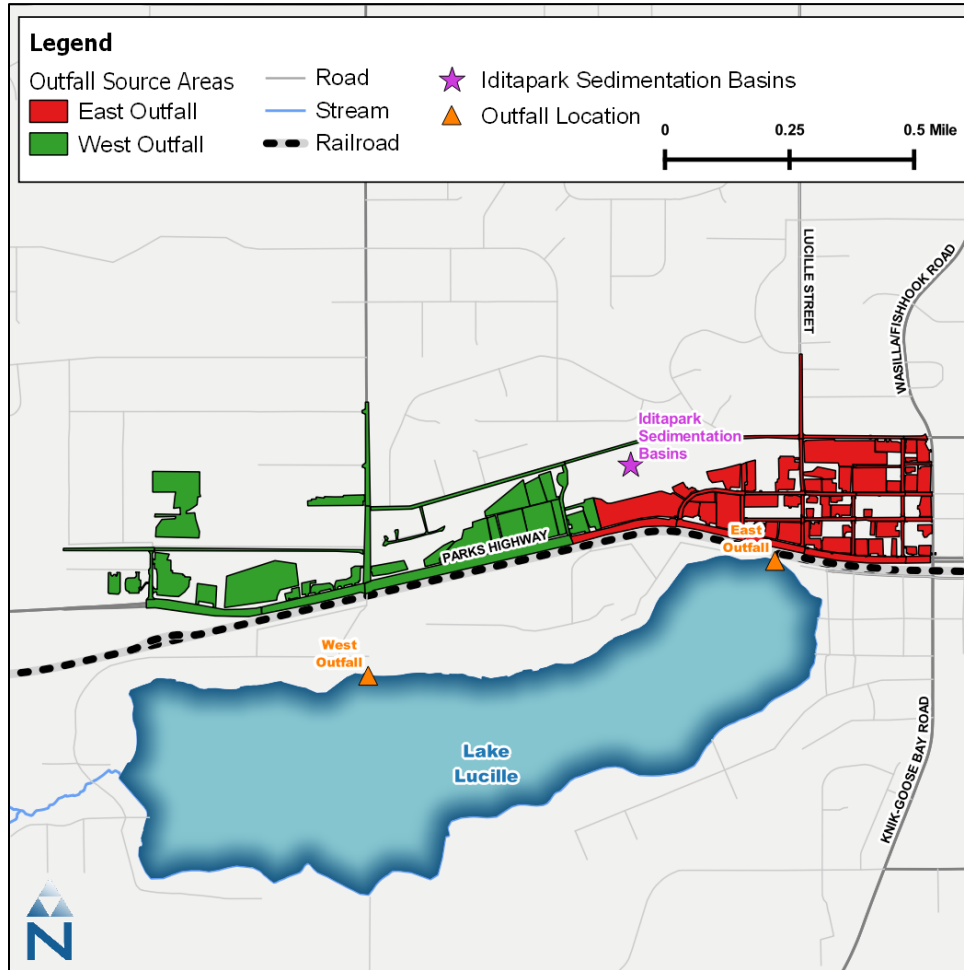 Legend
Outfall Source Areas
East Outfall
West Outfall
Road
Stream
Railroad
Iditapark Sedimentation Basins
Outfall Location
0 0.25 0.5 Mile
LUCILLE STREET
WASILLA/FISHHOOK ROAD
Iditapark
Sedimentation
Basins
PARKS HIGHWAY
East
Outfall
West
Outfall
Lake
Lucille
KNIK-GOOSE BAY ROAD
N